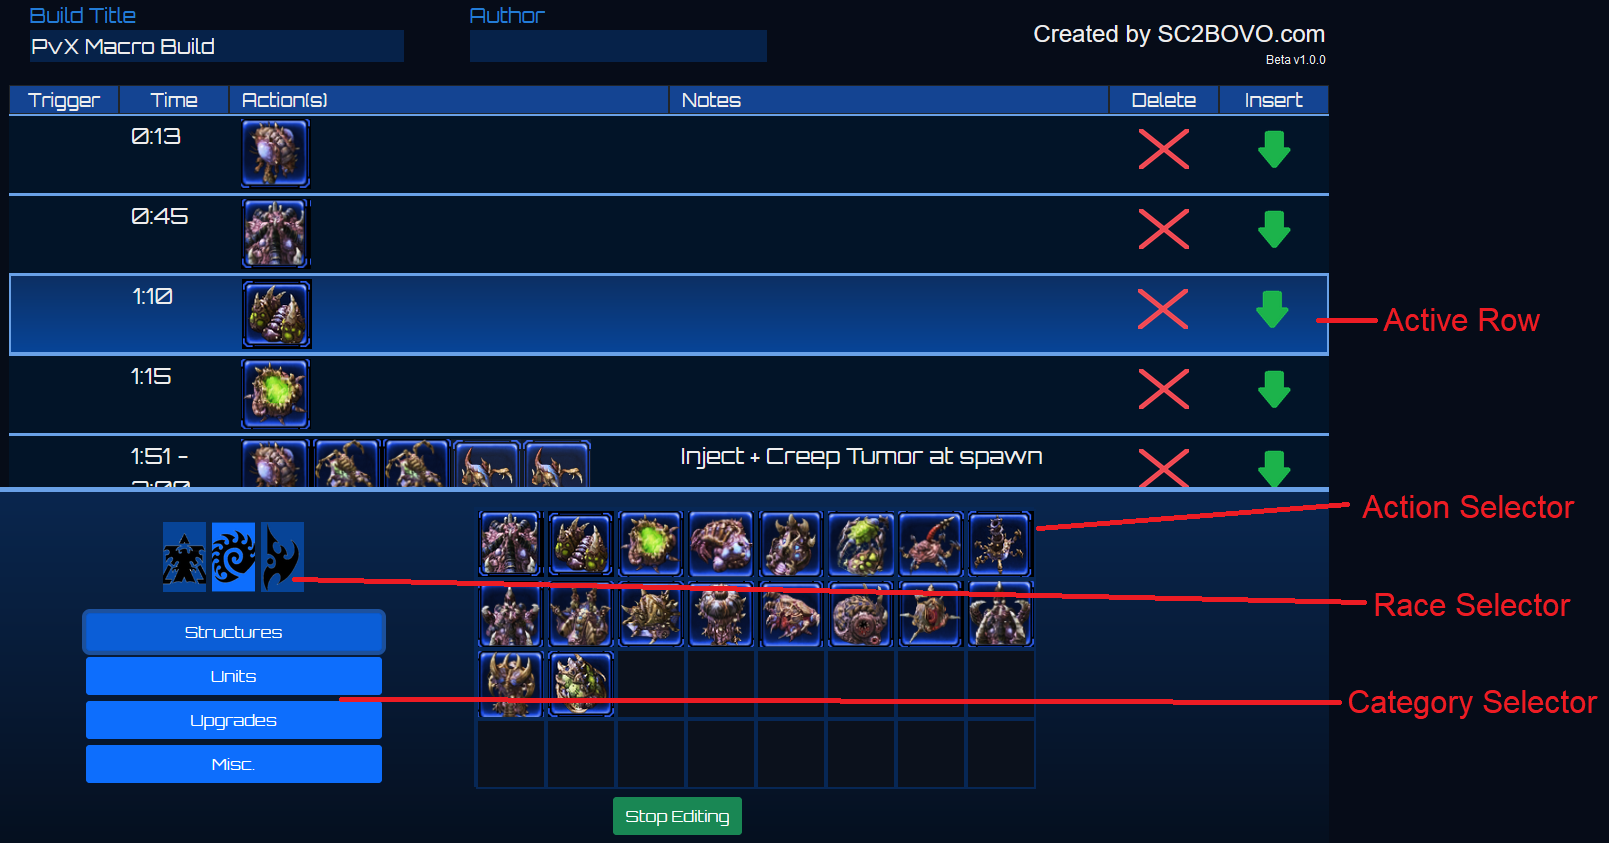 Build Title
Author
PvX Macro Build
Created by SC2BOVO.com
Beta v1.0.0
Trigger Time Action(s) Notes Delete Insert
0:13
0:45
1:10
Active Row
1:15
1:51 - Inject + Creep Tumor at spawn
Action Selector
Race Selector
Structures
Units
Category Selector
Upgrades
Misc.
Stop Editing